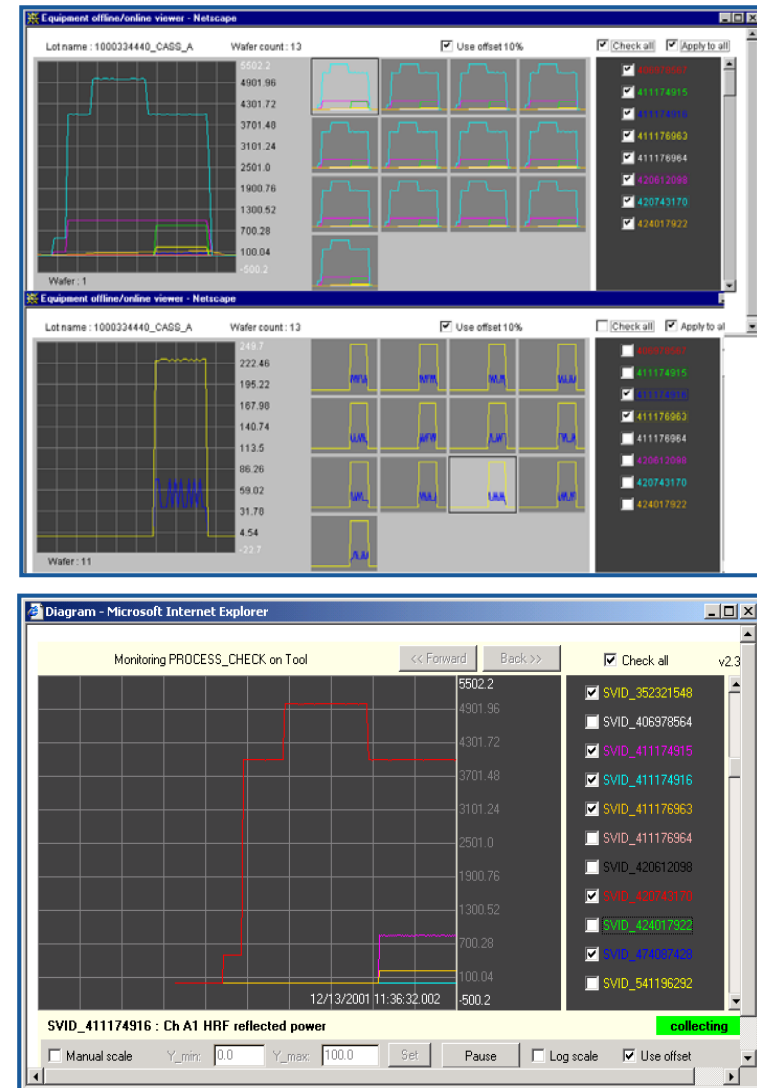 Equipment offline/online viewer - Netscape
Lot name : 1000334440_CASS_A Wafer count : 13 Use offset 10% Check all Apply to all
5502.2
4901.96
4301.72
3701.48
3101.24
2501.0
1900.76
1300.52
700.28
100.04
-500.2
411174915
411174916
411176963
411176964
420612098
420743170
424017922
Wafer : 1
Equipment offline/online viewer - Netscape
Lot name : 1000334440_CASS_A Wafer count : 13 Use offset 10% Check all Apply to al
249.7
222.46
195.22
167.98
140.74
113.5
86.26
59.02
31.78
4.54
-22.7
411174915
411174916
411176963
411176964
420612098
420743170
424017922
Wafer : 11
Diagram - Microsoft Internet Explorer
Monitoring PROCESS_CHECK on Tool << Forward Back >> Check all v2.3
5502.2
4901.96
4301.72
3701.48
3101.24
2501.0
1900.76
1300.52
700.28
100.04
-500.2
12/13/2001 11:36:32.002
SVID_352321548
SVID_406978564
SVID_411174915
SVID_411174916
SVID_411176963
SVID_411176964
SVID_420612098
SVID_420743170
SVID_424017922
SVID_474087428
SVID_541196292
SVID_411174916 : Ch A1 HRF reflected power collecting
Manual scale Y_min: 0.0 Y_max: 100.0 Set Pause Log scale Use offset